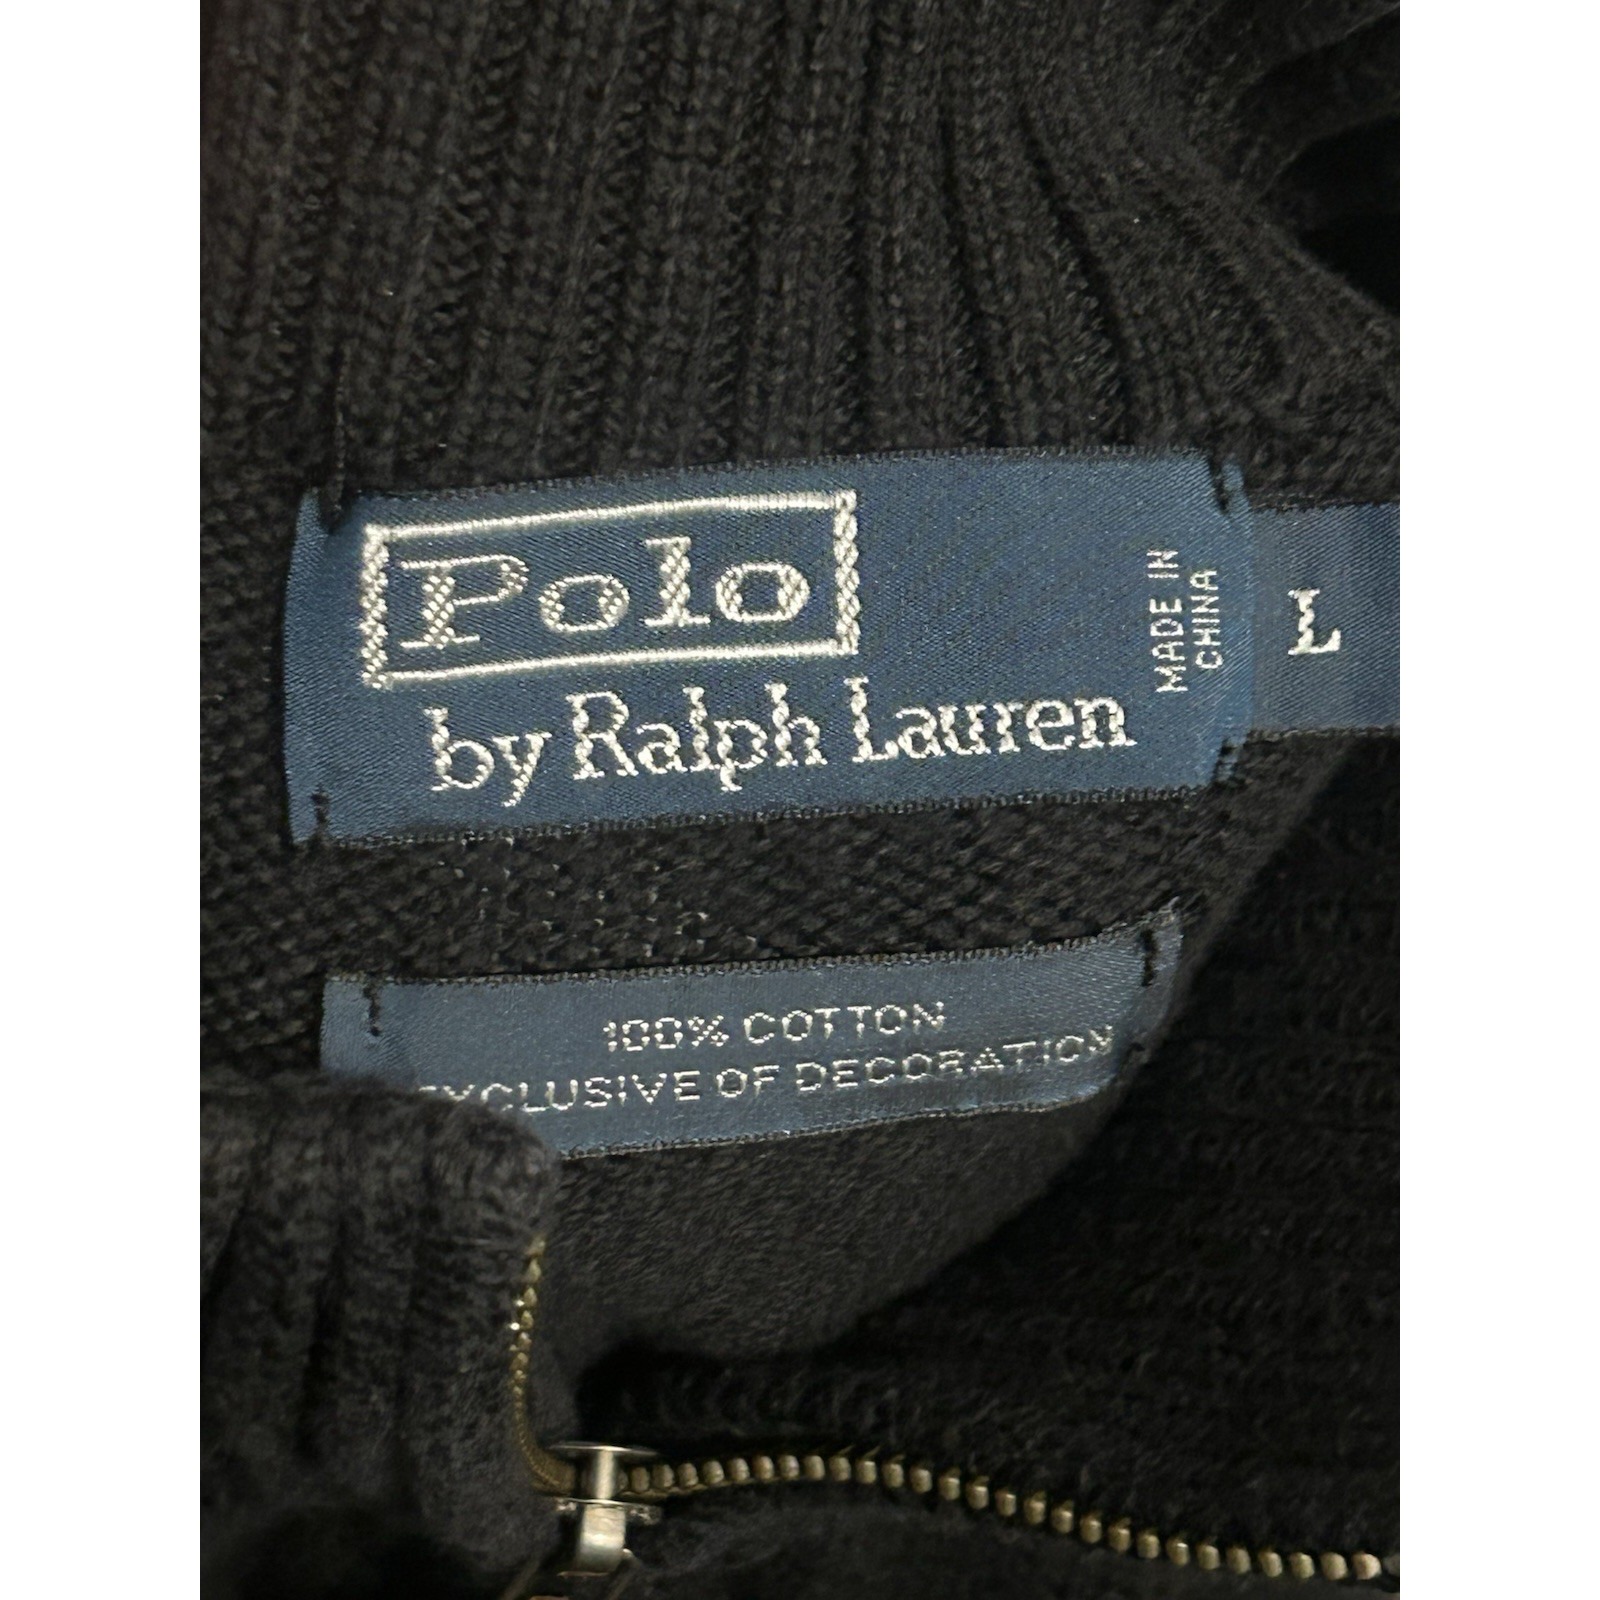 Polo
by Ralph Lauren
MADE IN
CHINA
L
100% COTTON
EXCLUSIVE OF DECORATION